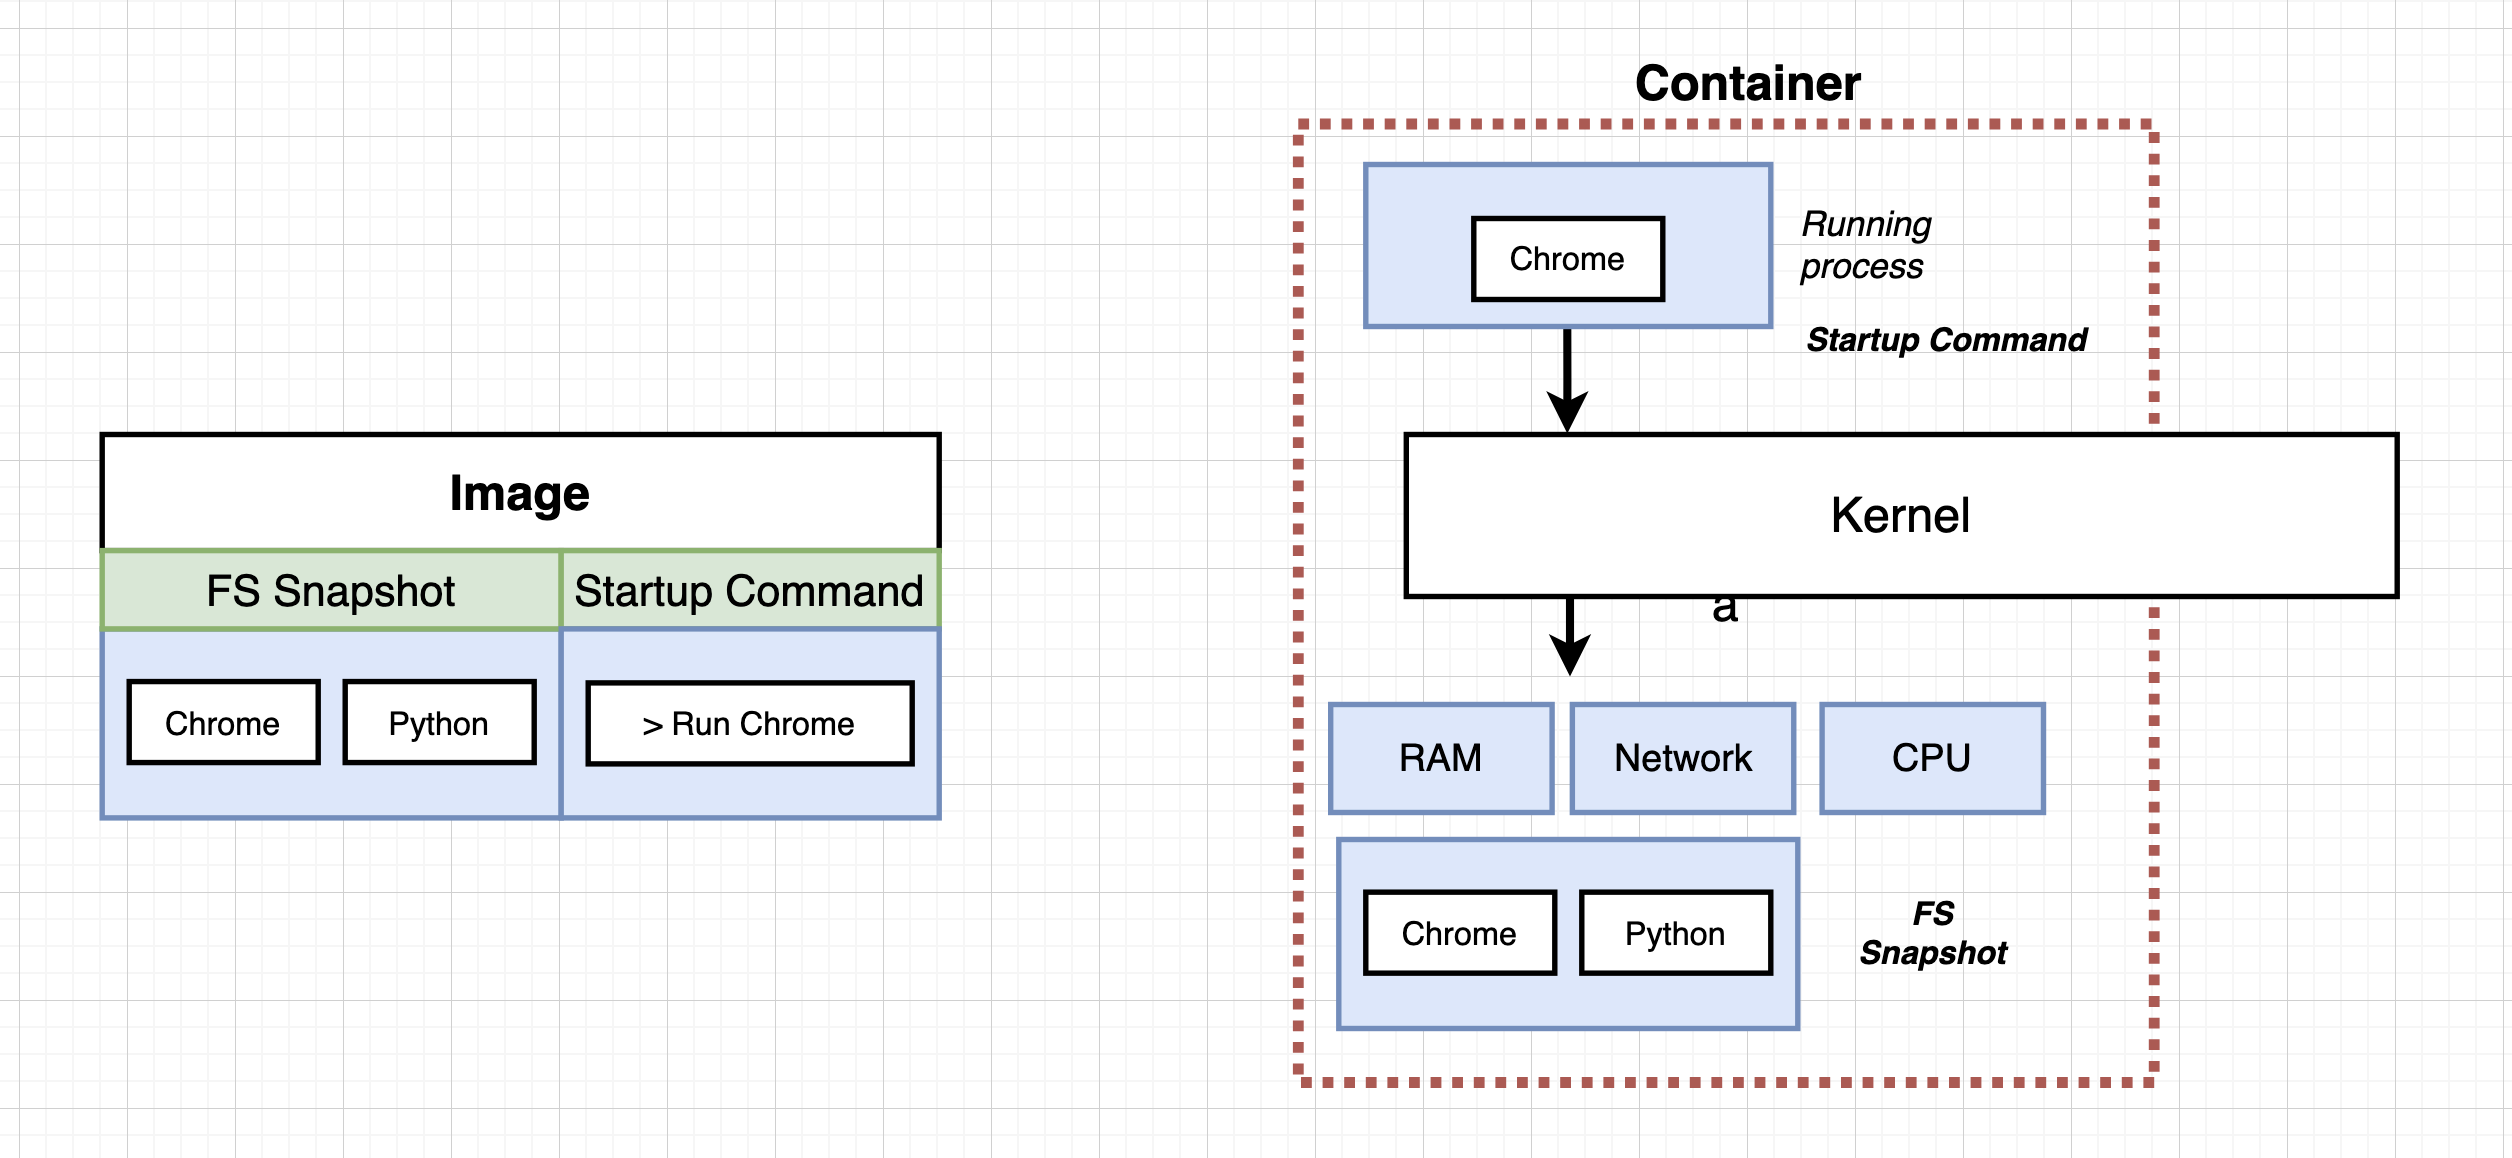 Container
Chrome
Running
process
Startup Command
Image
Kernel
FS Snapshot
Startup Command
a
Chrome
Python
> Run Chrome
RAM
Network
CPU
Chrome
Python
FS
Snapshot